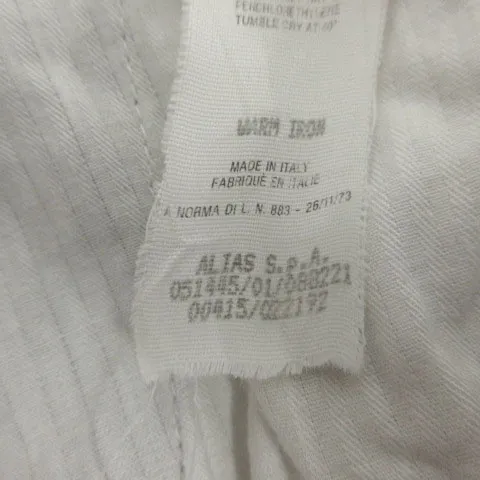 TUMBLE DRY AT 60°
WARM IRON
MADE IN ITALY
FABRIQUÉ EN ITALIE
A NORMA DI L. N. 883 - 26/11/73
ALIAS S.p.A.
051445/01/088221
00415/022192